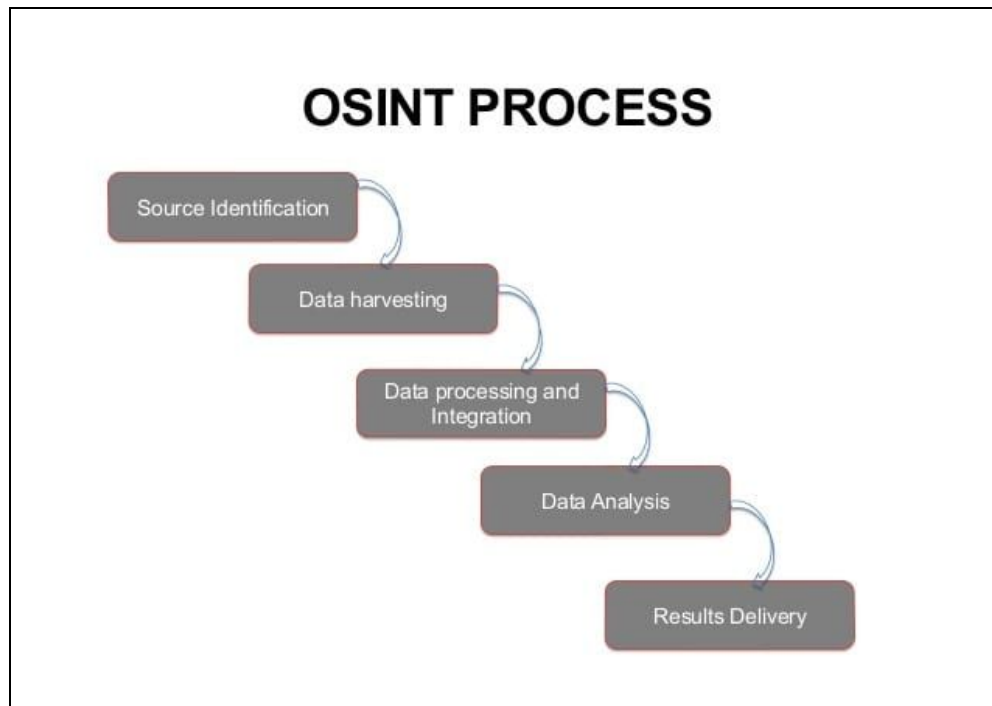 OSINT PROCESS
Source Identification
Data harvesting
Data processing and
Integration
Data Analysis
Results Delivery